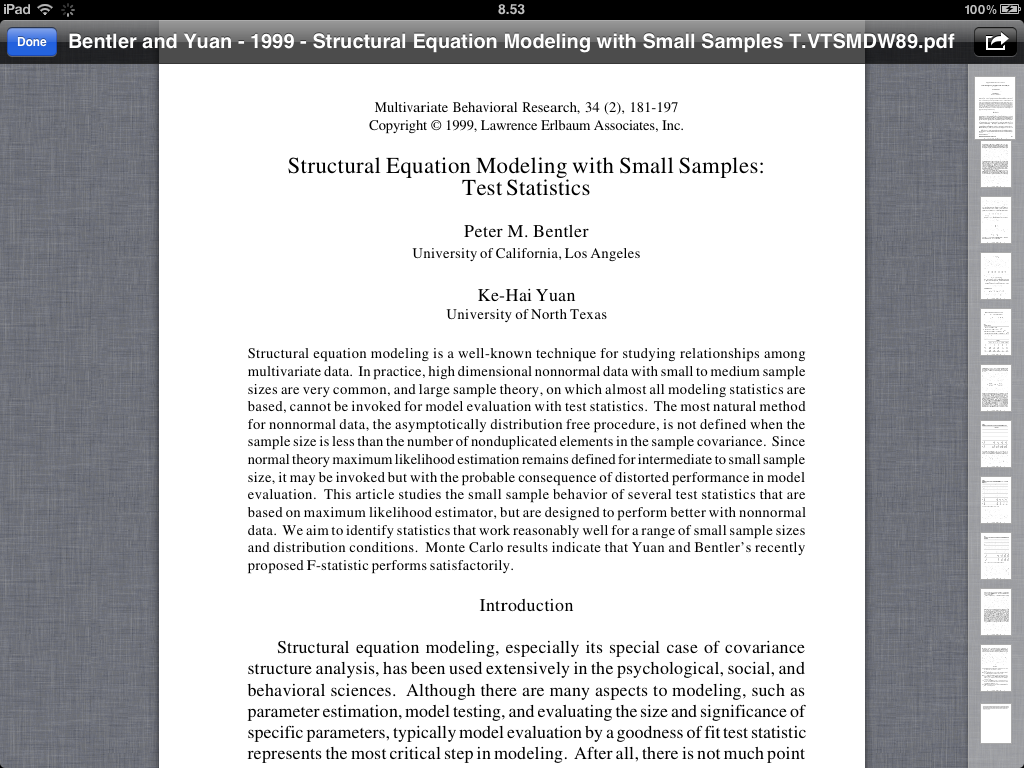 iPad 8.53 100%
Done Bentler and Yuan - 1999 - Structural Equation Modeling with Small Samples T.VTSMDW89.pdf
Multivariate Behavioral Research, 34 (2), 181-197
Copyright © 1999, Lawrence Erlbaum Associates, Inc.
Structural Equation Modeling with Small Samples:
Test Statistics
Peter M. Bentler
University of California, Los Angeles
Ke-Hai Yuan
University of North Texas
Structural equation modeling is a well-known technique for studying relationships among
multivariate data. In practice, high dimensional nonnormal data with small to medium sample
sizes are very common, and large sample theory, on which almost all modeling statistics are
based, cannot be invoked for model evaluation with test statistics. The most natural method
for nonnormal data, the asymptotically distribution free procedure, is not defined when the
sample size is less than the number of nonduplicated elements in the sample covariance. Since
normal theory maximum likelihood estimation remains defined for intermediate to small sample
size, it may be invoked but with the probable consequence of distorted performance in model
evaluation. This article studies the small sample behavior of several test statistics that are
based on maximum likelihood estimator, but are designed to perform better with nonnormal
data. We aim to identify statistics that work reasonably well for a range of small sample sizes
and distribution conditions. Monte Carlo results indicate that Yuan and Bentler's recently
proposed F-statistic performs satisfactorily.
Introduction
Structural equation modeling, especially its special case of covariance
structure analysis, has been used extensively in the psychological, social, and
behavioral sciences. Although there are many aspects to modeling, such as
parameter estimation, model testing, and evaluating the size and significance of
specific parameters, typically model evaluation by a goodness of fit test statistic
represents the most critical step in modeling. After all, there is not much point